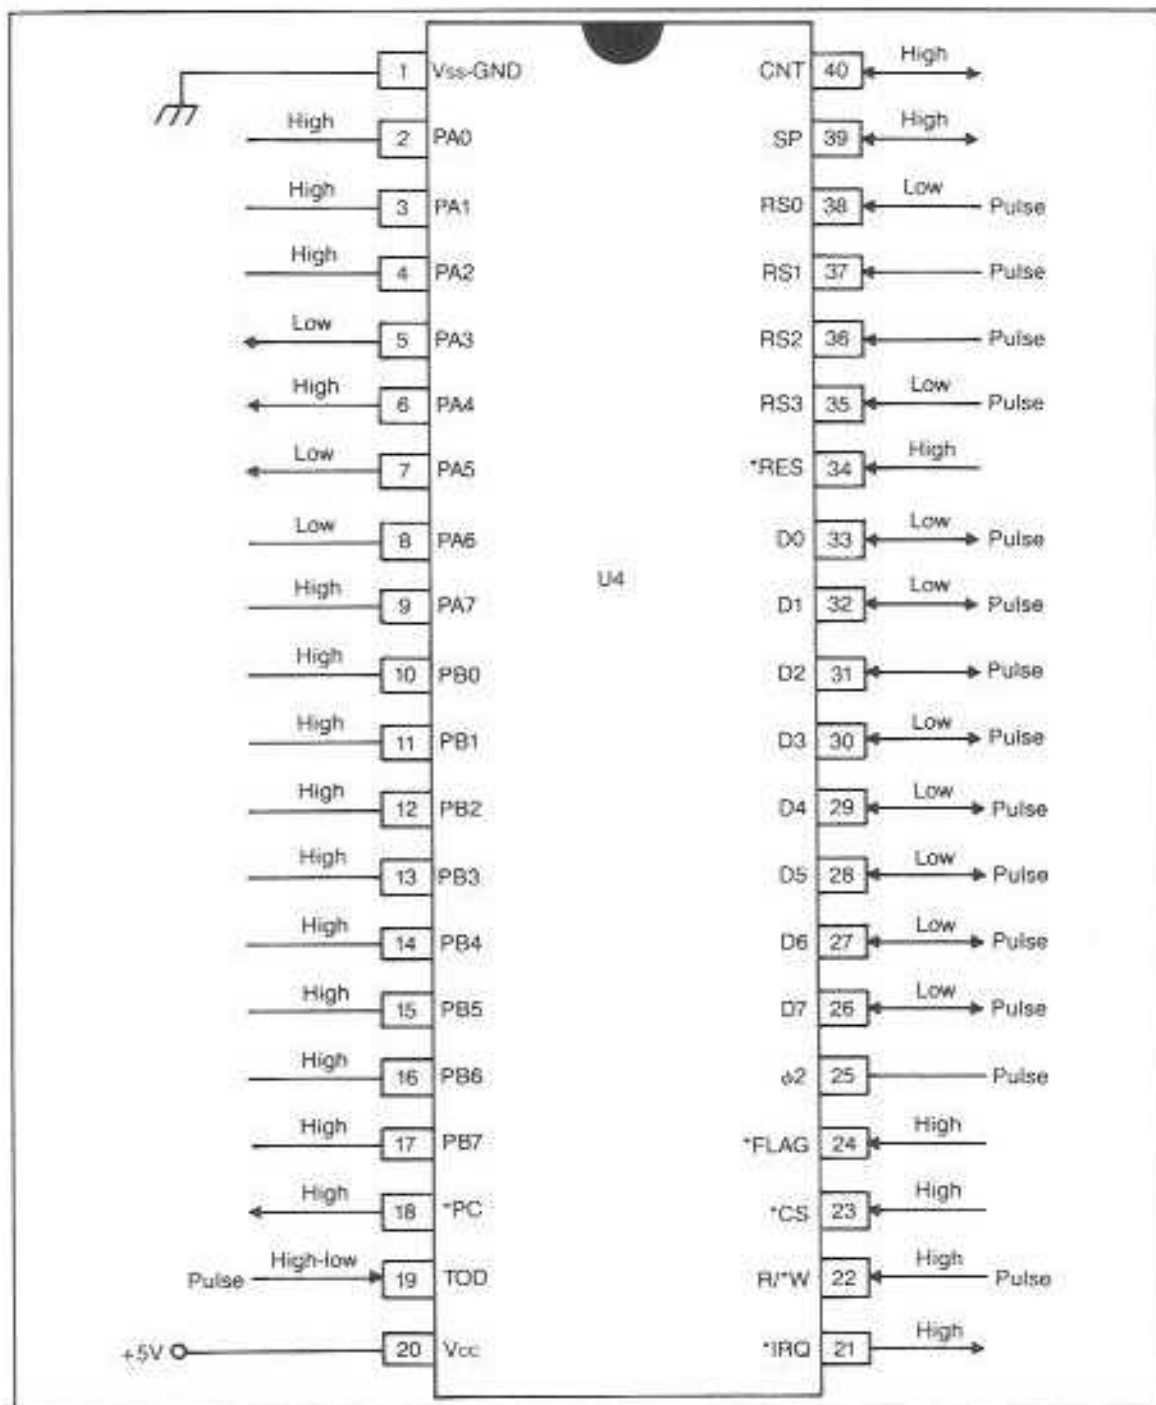 1 Vss-GND CNT 40 High
High 2 PA0 SP 39 High
High 3 PA1 RS0 38 Low Pulse
High 4 PA2 RS1 37 Pulse
Low 5 PA3 RS2 36 Pulse
High 6 PA4 RS3 35 Low Pulse
Low 7 PA5 *RES 34 High
Low 8 PA6 D0 33 Low Pulse
U4
High 9 PA7 D1 32 Low Pulse
High 10 PB0 D2 31 Pulse
High 11 PB1 D3 30 Low Pulse
High 12 PB2 D4 29 Low Pulse
High 13 PB3 D5 28 Low Pulse
High 14 PB4 D6 27 Low Pulse
High 15 PB5 D7 26 Low Pulse
High 16 PB6 ϕ2 25 Pulse
High 17 PB7 *FLAG 24 High
High 18 *PC *CS 23 High
Pulse High-low 19 TOD R/*W 22 High Pulse
+5V 20 Vcc *IRQ 21 High